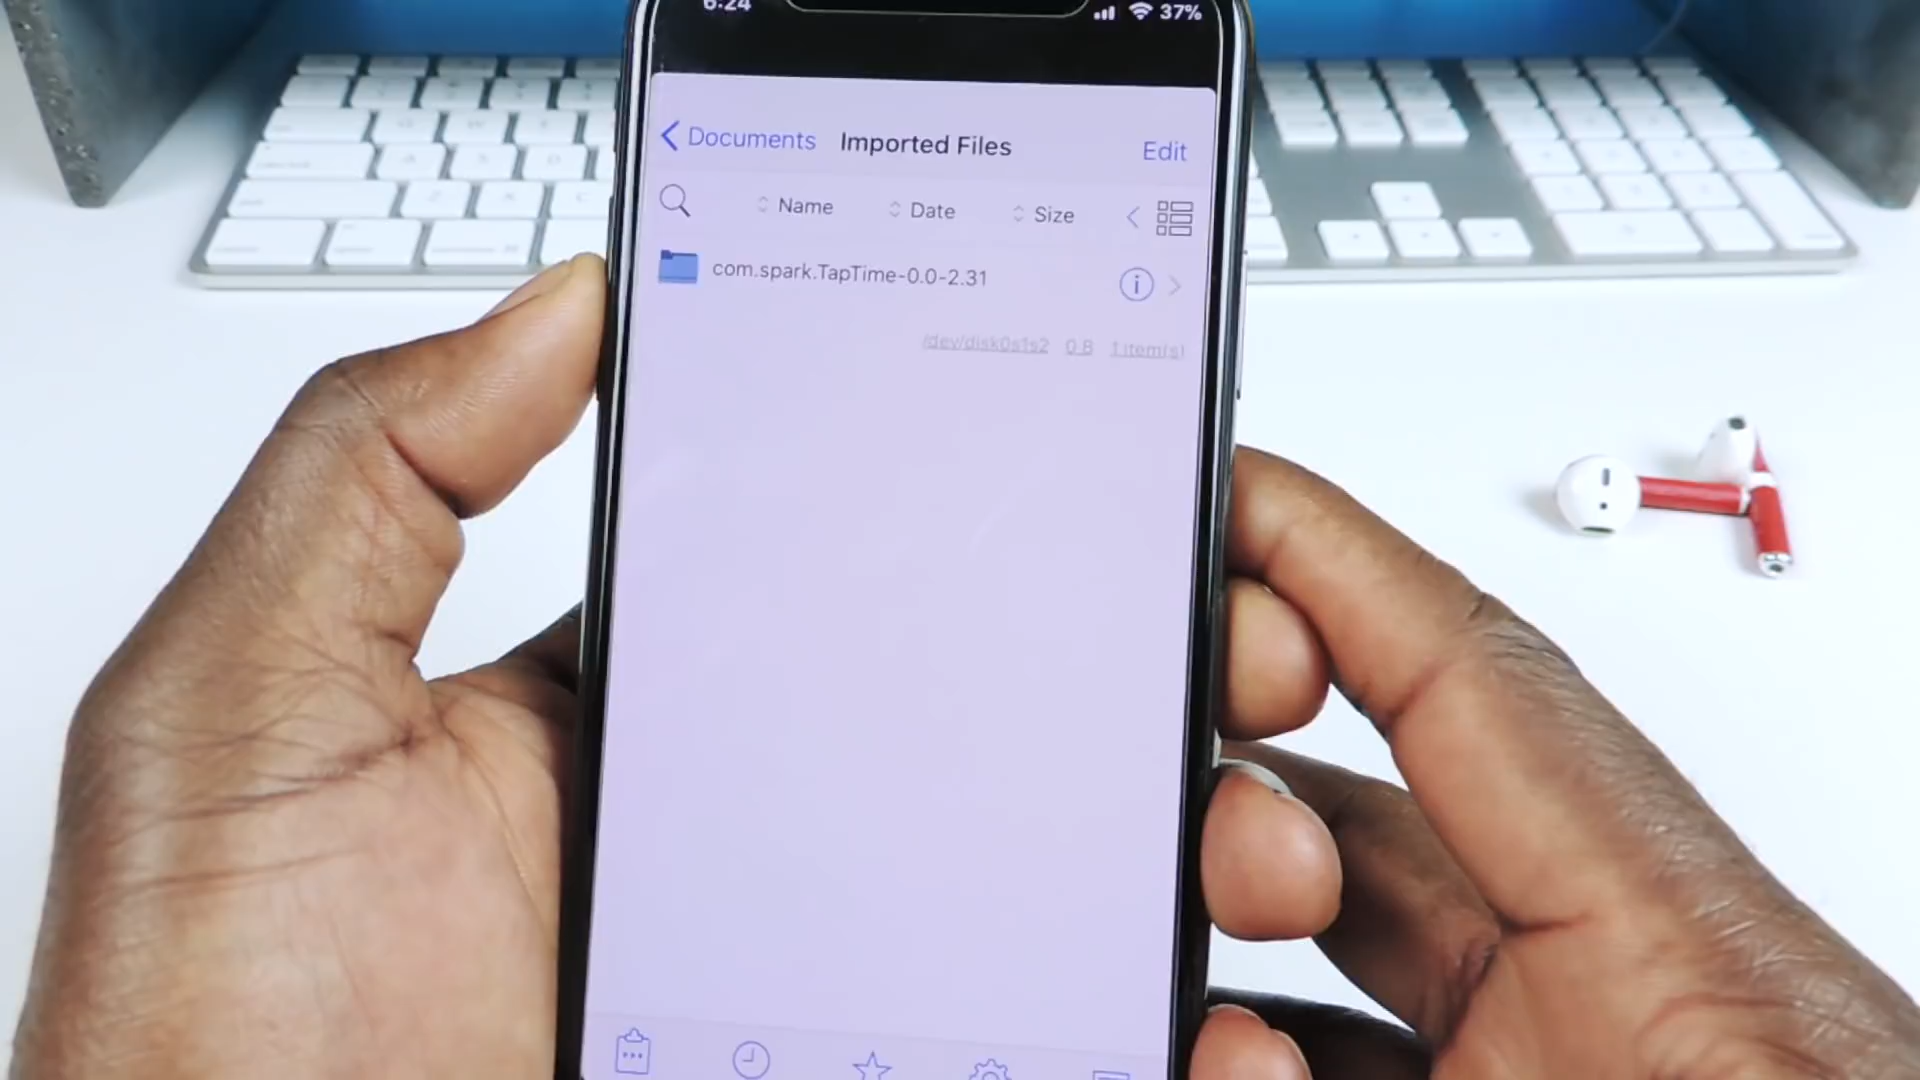 6:24 37%
Documents Imported Files Edit
Name Date Size
com.spark.TapTime-0.0-2.31
/dev/disk0s1s2 0 B 1 item(s)